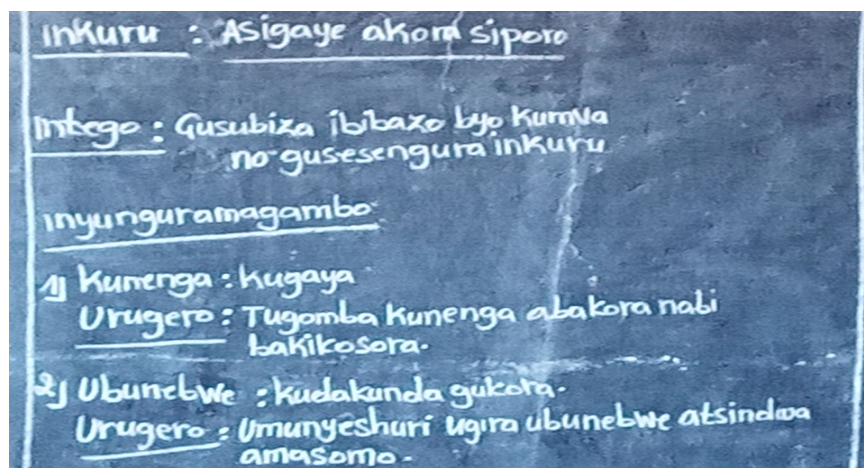 Inkuru : Asigaye akora siporo
Intego : Gusubiza ibibazo byo kumva
no gusesengura inkuru
inyunguramagambo
1) Kunenga : kugaya
Urugero : Tugomba kunenga abakora nabi
bakikosora.
2) Ubunebwe : kudakunda gukora.
Urugero : Umunyeshuri ugira ubunebwe atsindwa
amasomo.